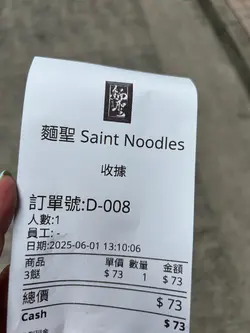 麵聖
麵聖 Saint Noodles
收據
訂單號:D-008
人數:1
員工: -
日期:2025-06-01 13:10:06
商品 單價 數量 金額
3餸 $ 73 1 $ 73
總價 $ 73
Cash $ 73